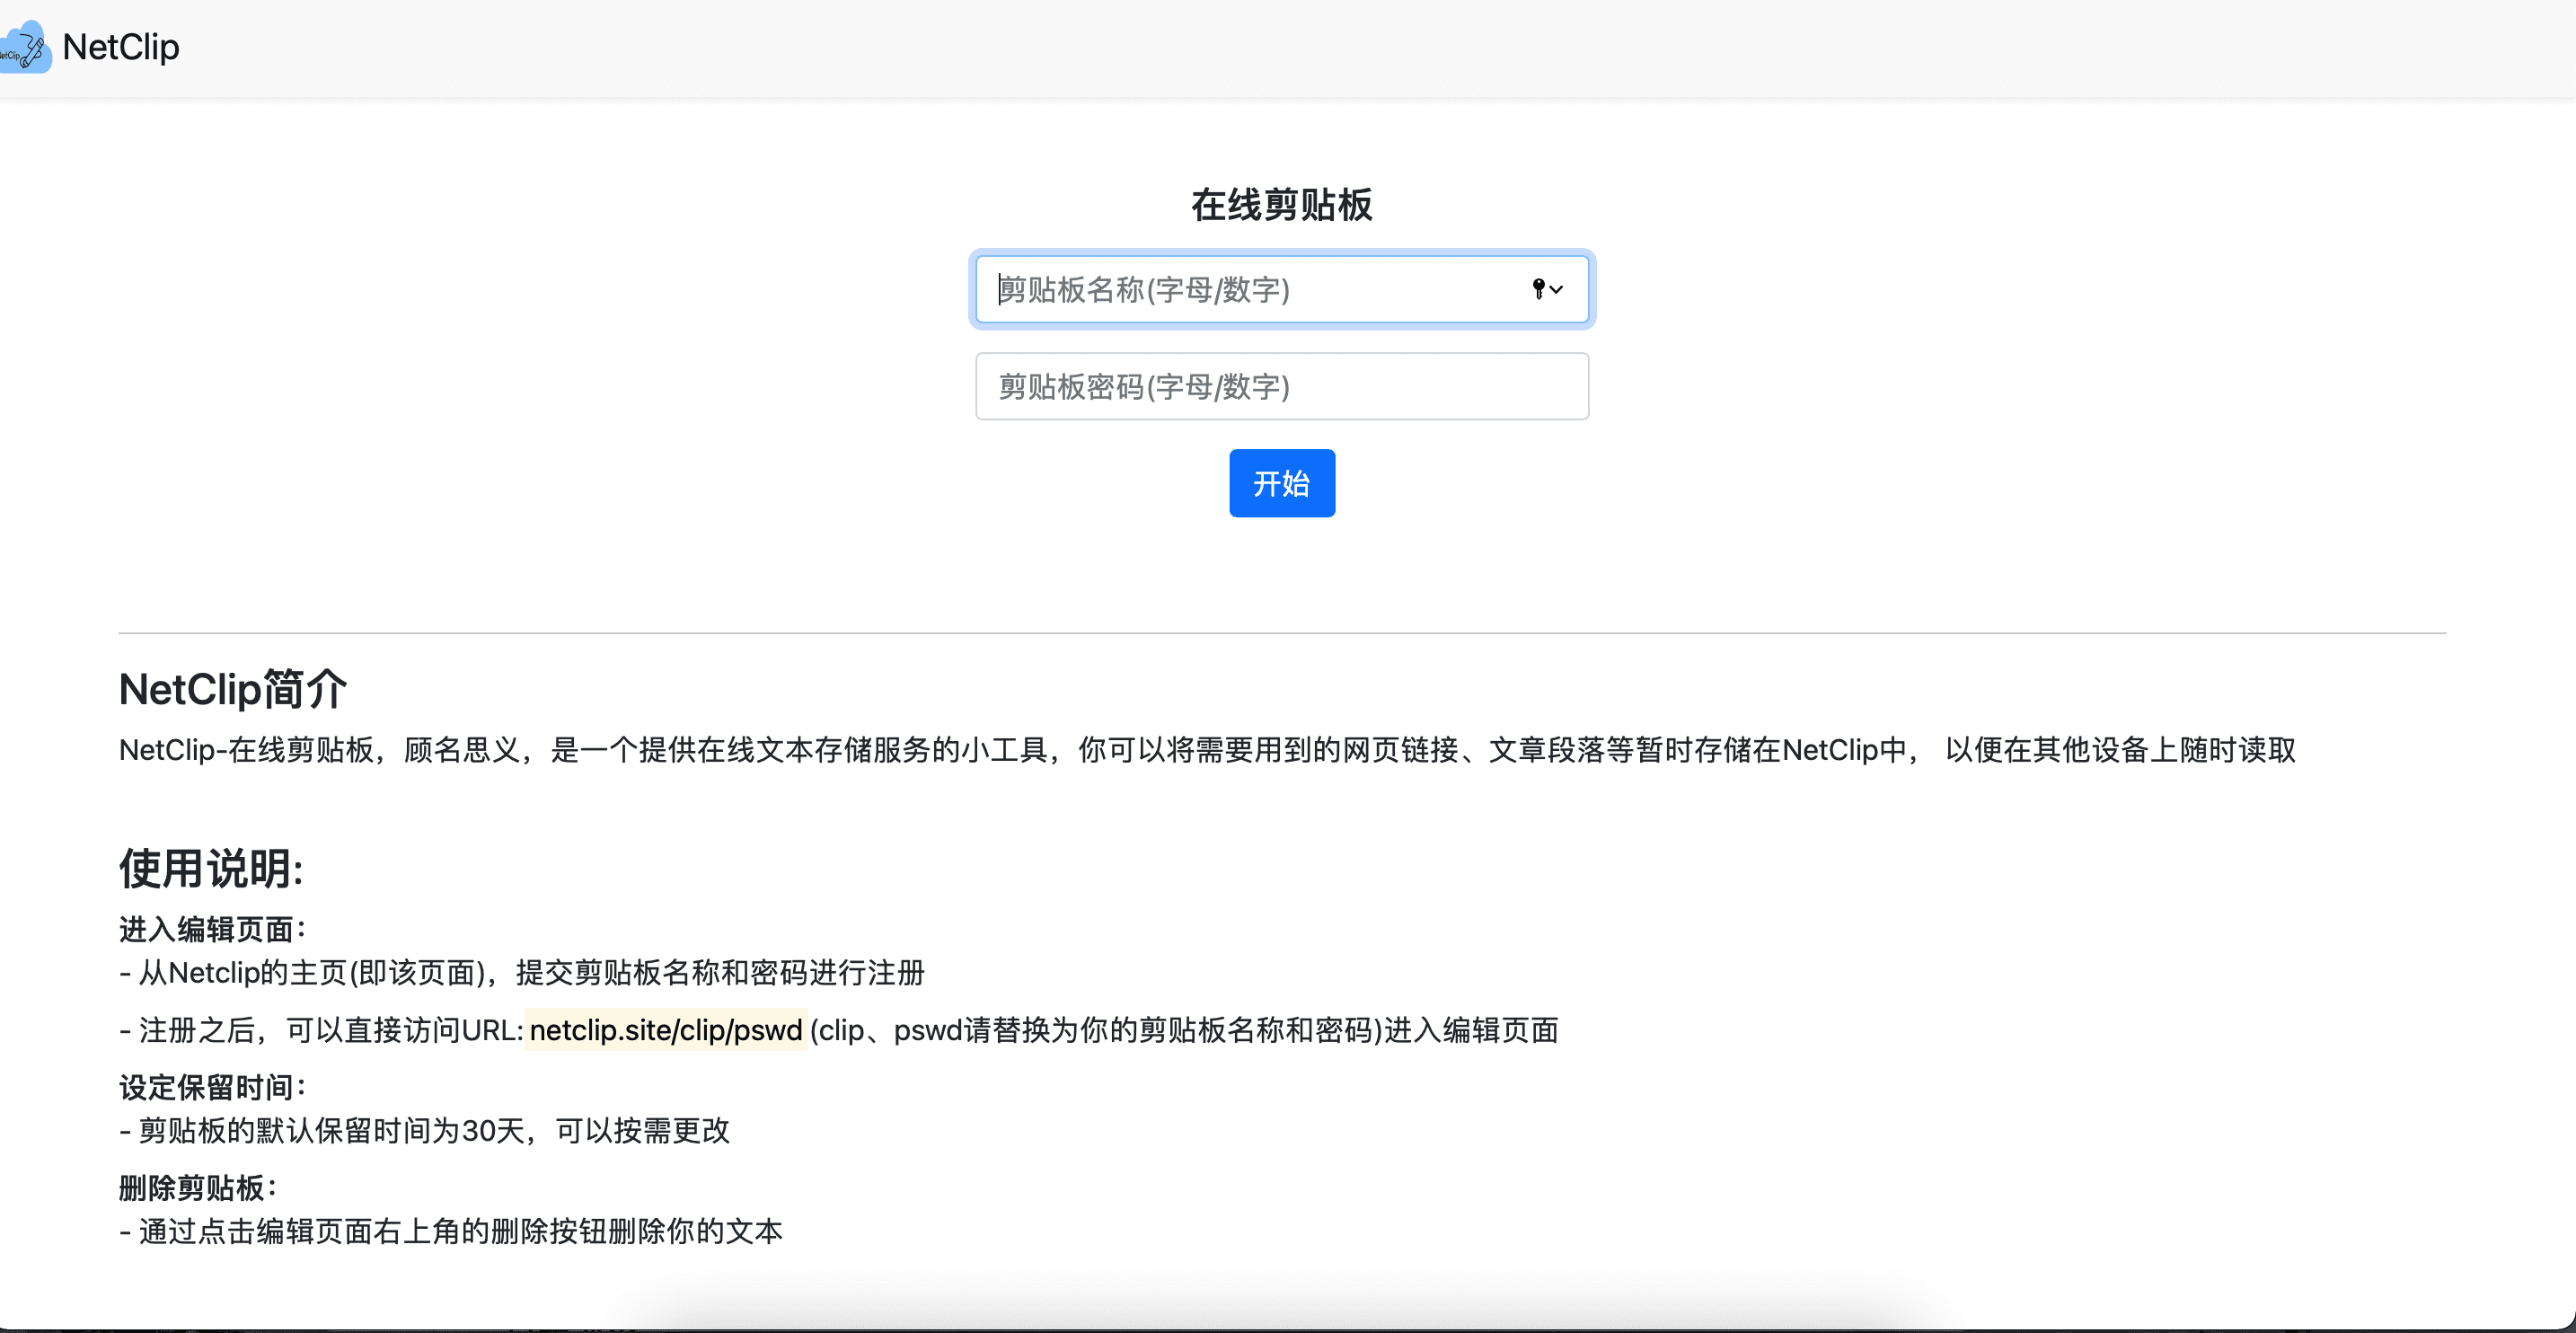 NetClip
NetClip
在线剪贴板
剪贴板名称(字母/数字)
剪贴板密码(字母/数字)
开始
NetClip简介
NetClip-在线剪贴板，顾名思义，是一个提供在线文本存储服务的小工具，你可以将需要用到的网页链接、文章段落等暂时存储在NetClip中， 以便在其他设备上随时读取
使用说明:
进入编辑页面：
- 从Netclip的主页(即该页面)，提交剪贴板名称和密码进行注册
- 注册之后，可以直接访问URL:netclip.site/clip/pswd(clip、pswd请替换为你的剪贴板名称和密码)进入编辑页面
设定保留时间：
- 剪贴板的默认保留时间为30天，可以按需更改
删除剪贴板：
- 通过点击编辑页面右上角的删除按钮删除你的文本